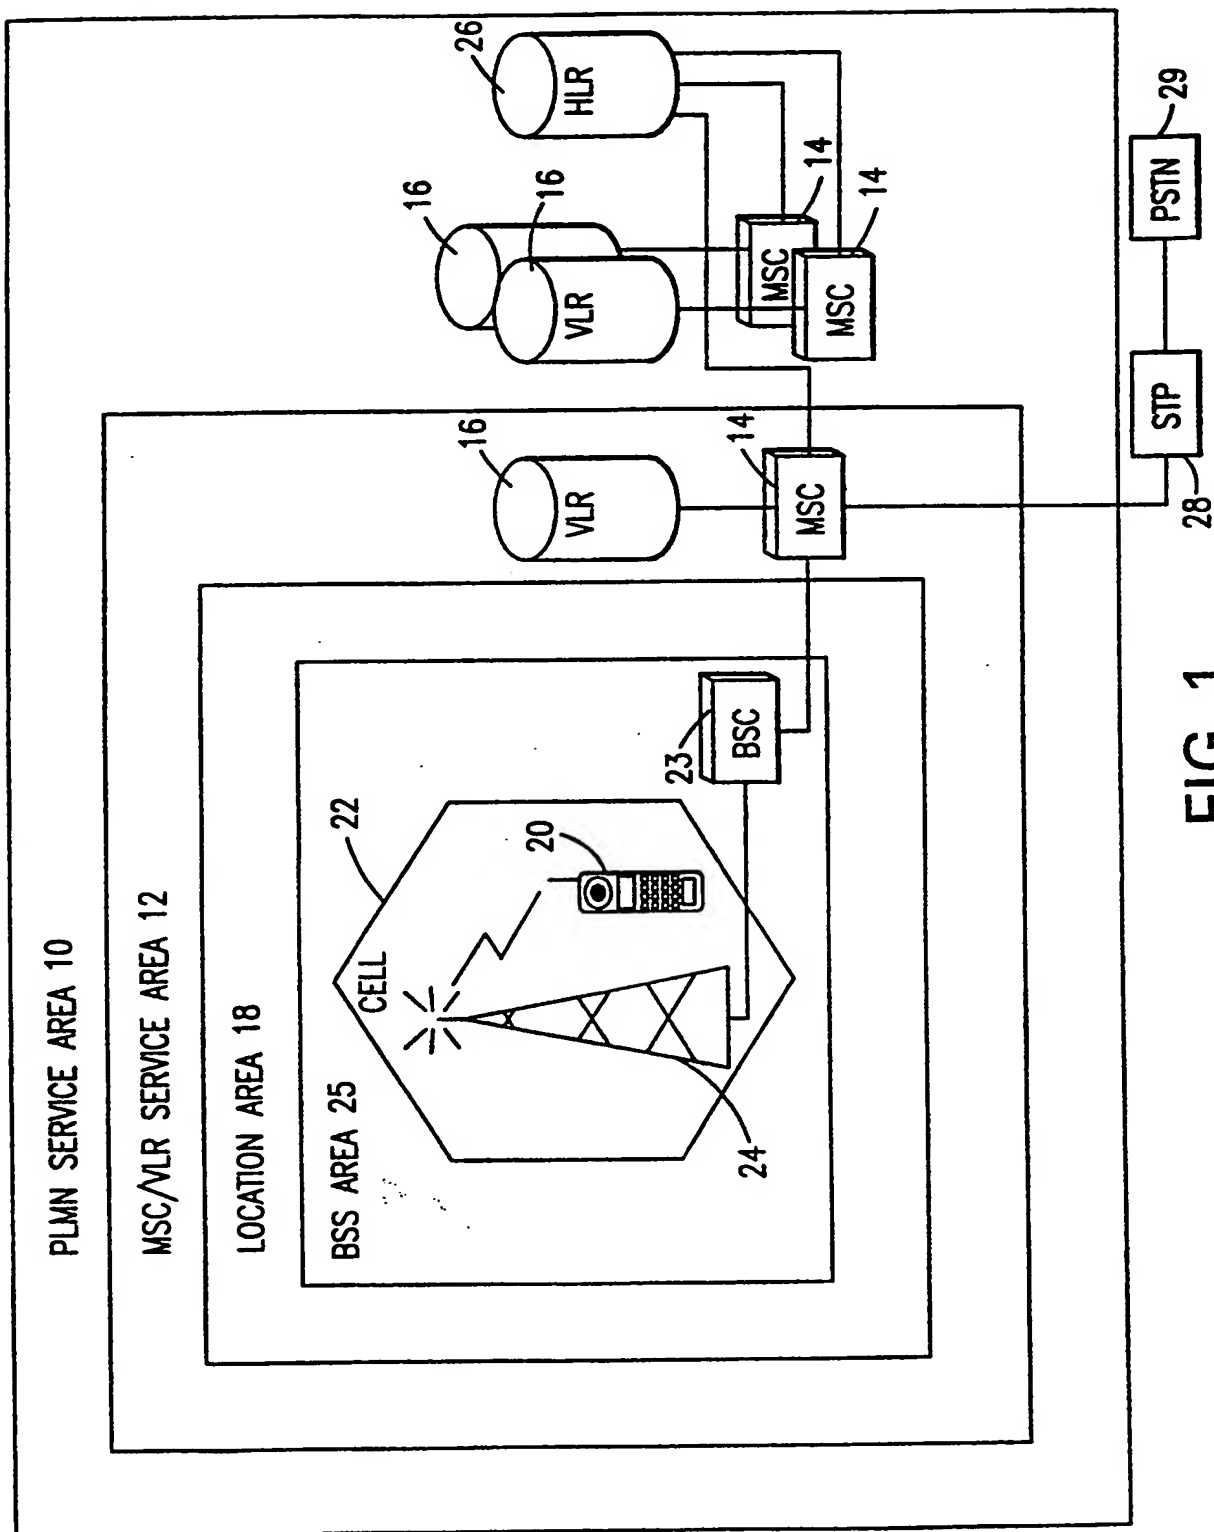 PLMN SERVICE AREA 10
MSC/VLR SERVICE AREA 12
LOCATION AREA 18
BSS AREA 25
CELL
22
20
24
23
BSC
16
VLR
14
MSC
16
16
VLR
26
HLR
14
MSC
14
MSC
28
STP
29
PSTN
FIG. 1